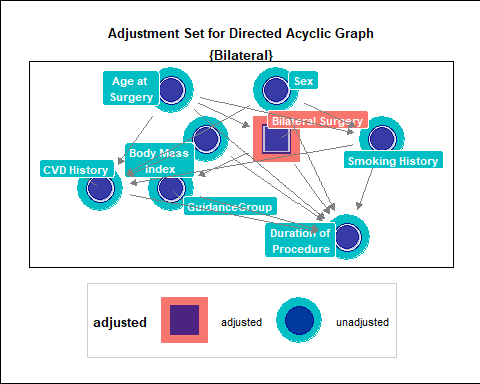 Adjustment Set for Directed Acyclic Graph
{Bilateral}
Age at
Surgery
Sex
Bilateral Surgery
Body Mass
index
Smoking History
CVD History
GuidanceGroup
Duration of
Procedure
adjusted
adjusted
unadjusted